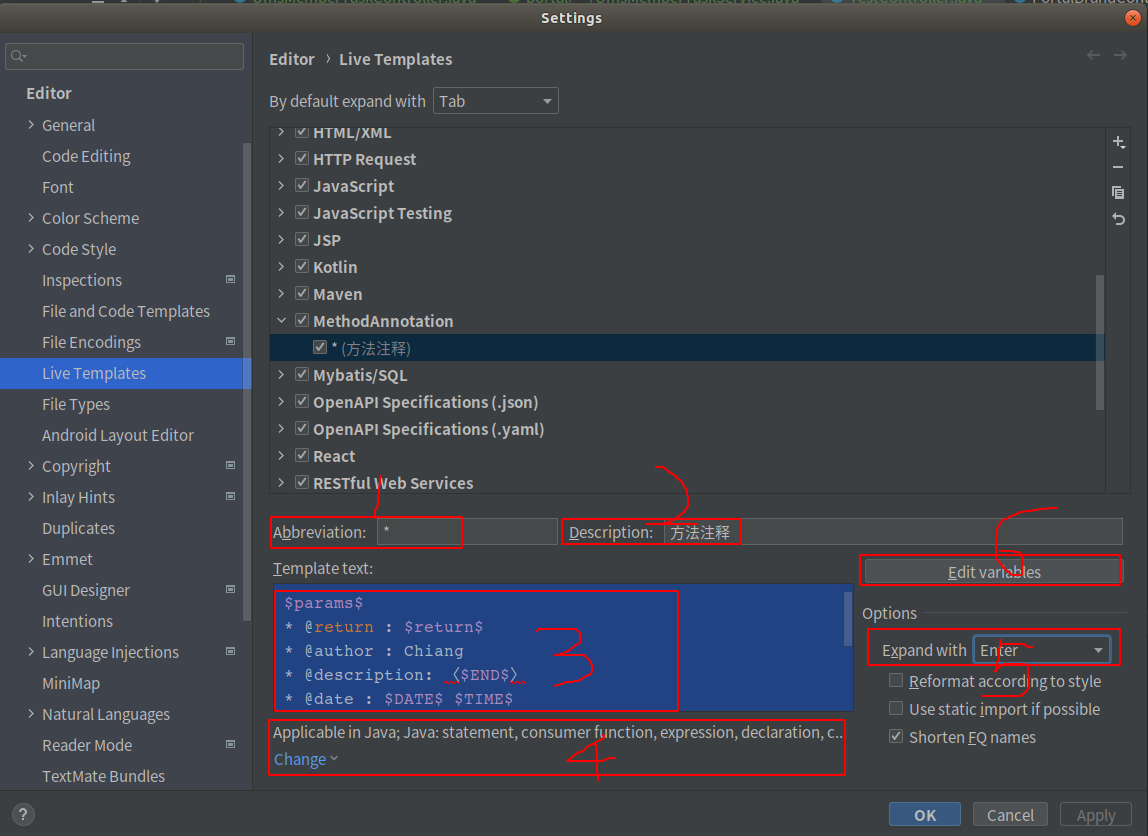 Settings
Editor › Live Templates
By default expand with Tab
Editor
General
Code Editing
Font
Color Scheme
Code Style
Inspections
File and Code Templates
File Encodings
Live Templates
File Types
Android Layout Editor
Copyright
Inlay Hints
Duplicates
Emmet
GUI Designer
Intentions
Language Injections
MiniMap
Natural Languages
Reader Mode
TextMate Bundles
HTML/XML
HTTP Request
JavaScript
JavaScript Testing
JSP
Kotlin
Maven
MethodAnnotation
* (方法注释)
Mybatis/SQL
OpenAPI Specifications (.json)
OpenAPI Specifications (.yaml)
React
RESTful Web Services
1
2
Abbreviation: * Description: 方法注释
Template text:
5
Edit variables
$params$
* @return : $return$
* @author : Chiang
* @description: 〈$END$〉
* @date : $DATE$ $TIME$
3
Options
Expand with Enter
Reformat according to style
Use static import if possible
Shorten FQ names
Applicable in Java; Java: statement, consumer function, expression, declaration, c..
Change
4
?
OK Cancel Apply